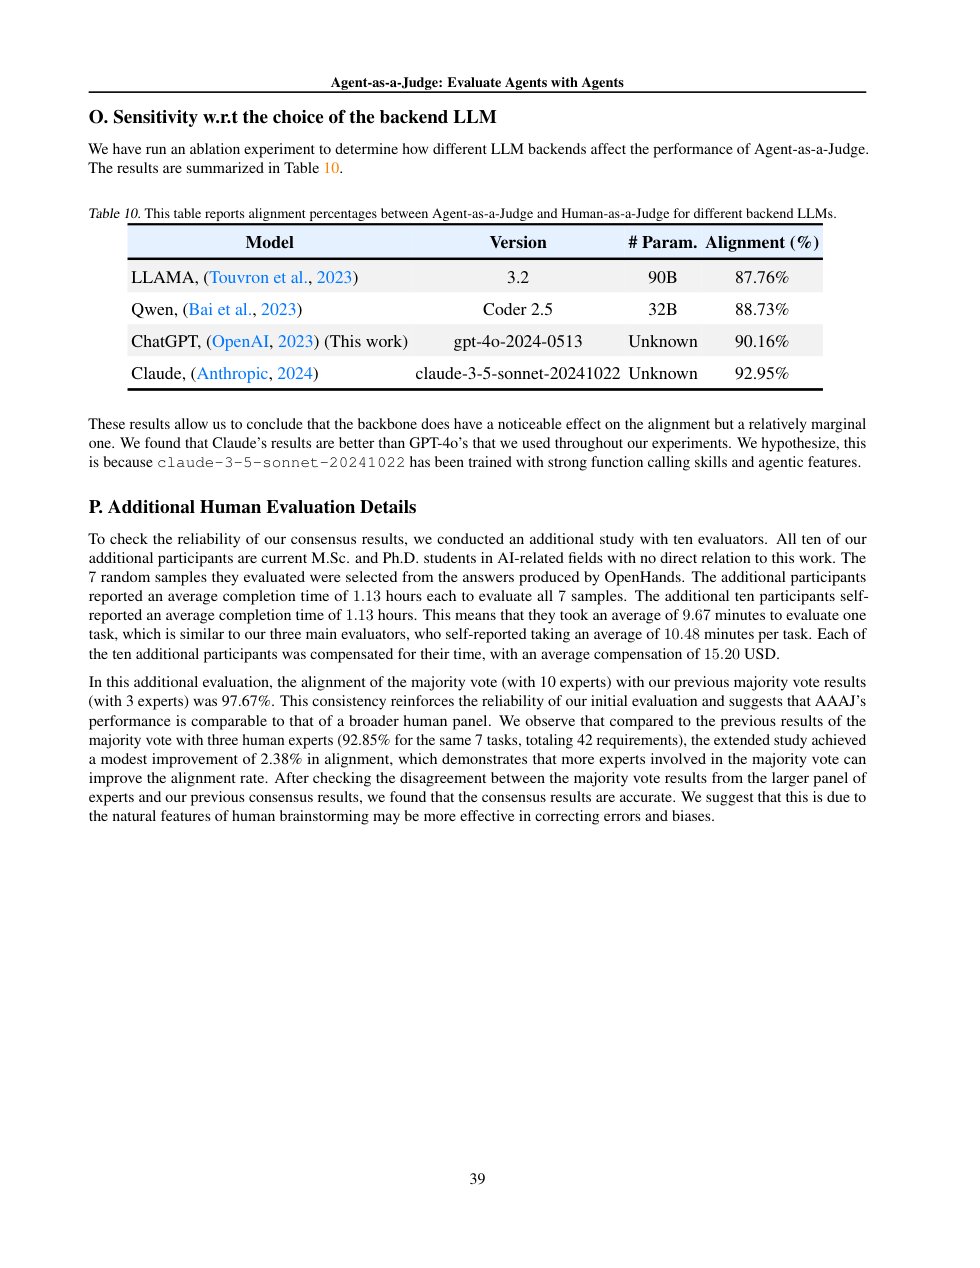 Agent-as-a-Judge: Evaluate Agents with Agents
O. Sensitivity w.r.t the choice of the backend LLM
We have run an ablation experiment to determine how different LLM backends affect the performance of Agent-as-a-Judge.
The results are summarized in Table 10.
Table 10. This table reports alignment percentages between Agent-as-a-Judge and Human-as-a-Judge for different backend LLMs.
Model Version # Param. Alignment (%)
LLAMA, (Touvron et al., 2023) 3.2 90B 87.76%
Qwen, (Bai et al., 2023) Coder 2.5 32B 88.73%
ChatGPT, (OpenAI, 2023) (This work) gpt-4o-2024-0513 Unknown 90.16%
Claude, (Anthropic, 2024) claude-3-5-sonnet-20241022 Unknown 92.95%
These results allow us to conclude that the backbone does have a noticeable effect on the alignment but a relatively marginal
one. We found that Claude's results are better than GPT-4o's that we used throughout our experiments. We hypothesize, this
is because claude-3-5-sonnet-20241022 has been trained with strong function calling skills and agentic features.
P. Additional Human Evaluation Details
To check the reliability of our consensus results, we conducted an additional study with ten evaluators. All ten of our
additional participants are current M.Sc. and Ph.D. students in AI-related fields with no direct relation to this work. The
7 random samples they evaluated were selected from the answers produced by OpenHands. The additional participants
reported an average completion time of 1.13 hours each to evaluate all 7 samples. The additional ten participants self-
reported an average completion time of 1.13 hours. This means that they took an average of 9.67 minutes to evaluate one
task, which is similar to our three main evaluators, who self-reported taking an average of 10.48 minutes per task. Each of
the ten additional participants was compensated for their time, with an average compensation of 15.20 USD.
In this additional evaluation, the alignment of the majority vote (with 10 experts) with our previous majority vote results
(with 3 experts) was 97.67%. This consistency reinforces the reliability of our initial evaluation and suggests that AAAJ's
performance is comparable to that of a broader human panel. We observe that compared to the previous results of the
majority vote with three human experts (92.85% for the same 7 tasks, totaling 42 requirements), the extended study achieved
a modest improvement of 2.38% in alignment, which demonstrates that more experts involved in the majority vote can
improve the alignment rate. After checking the disagreement between the majority vote results from the larger panel of
experts and our previous consensus results, we found that the consensus results are accurate. We suggest that this is due to
the natural features of human brainstorming may be more effective in correcting errors and biases.
39